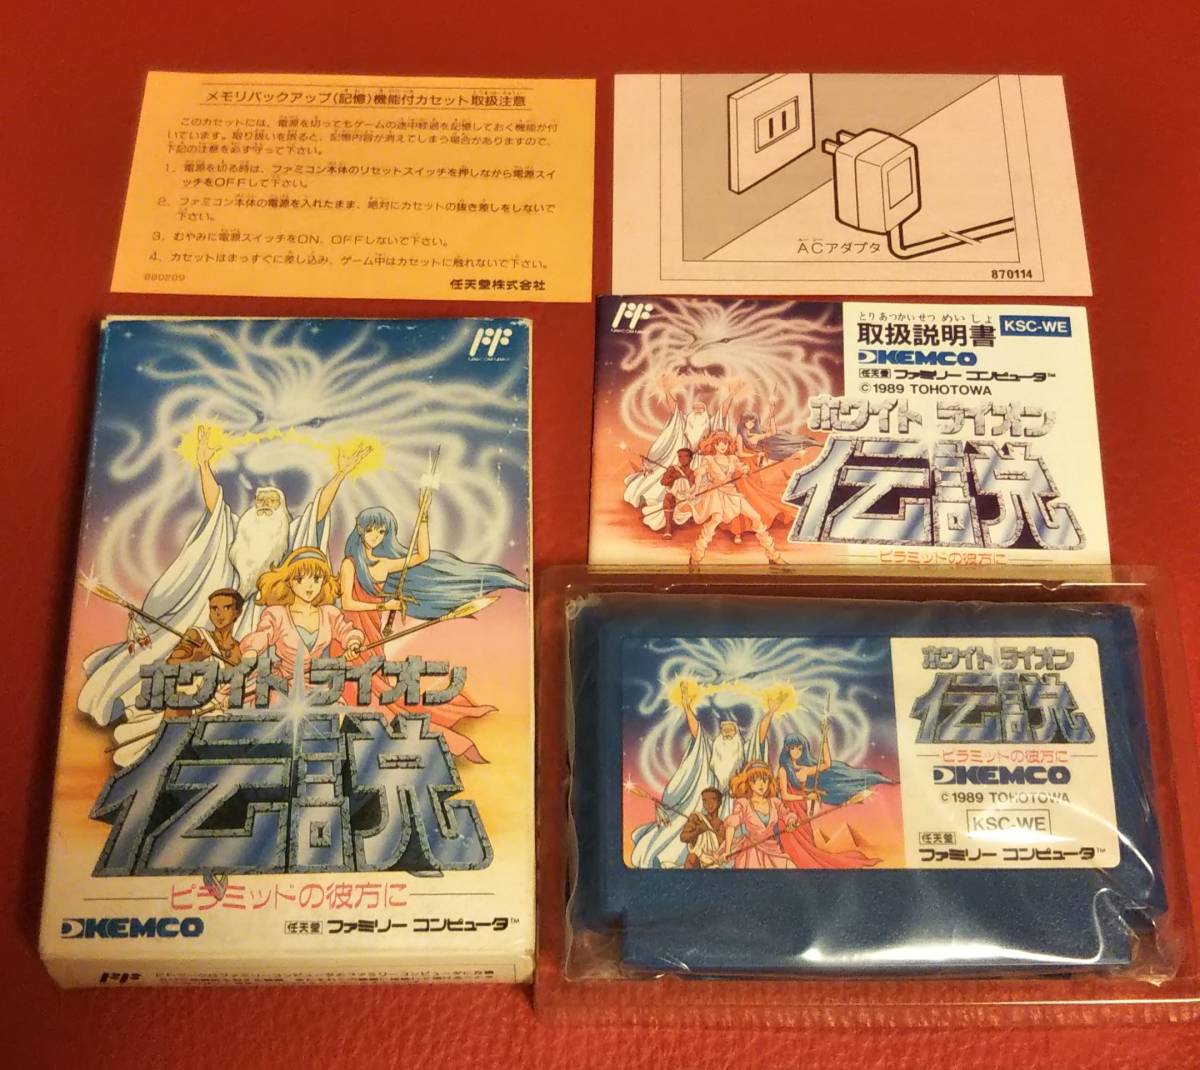 メモリバックアップ(記憶)機能付カセット取扱注意
このカセットには、電源を切ってもゲームの途中経過を記憶しておく機能が付
いています。取り扱いを誤ると、記憶内容が消えてしまう場合がありますので、
下記の注意を必ず守って下さい。
1. 電源を切る時は、ファミコン本体のリセットスイッチを押しながら電源スイ
ッチをOFFして下さい。
2. ファミコン本体の電源を入れたまま、絶対にカセットの抜き差しをしないで
下さい。
3. むやみに電源スイッチをON、OFFしないで下さい。
4. カセットはまっすぐに差し込み、ゲーム中はカセットに触れないで下さい。
880209
任天堂株式会社
ACアダプタ
870114
とりあつかいせつめいしょ
取扱説明書
KSC-WE
KEMCO
任天堂 ファミリー コンピュータ™
©1989 TOHOTOWA
ホワイト ライオン
伝説
ピラミッドの彼方に
ホワイト ライオン
伝説
ピラミッドの彼方に
KEMCO
任天堂 ファミリー コンピュータ™
ホワイト ライオン
伝説
ピラミッドの彼方に
KEMCO
©1989 TOHOTOWA
KSC-WE
任天堂
ファミリー コンピュータ™